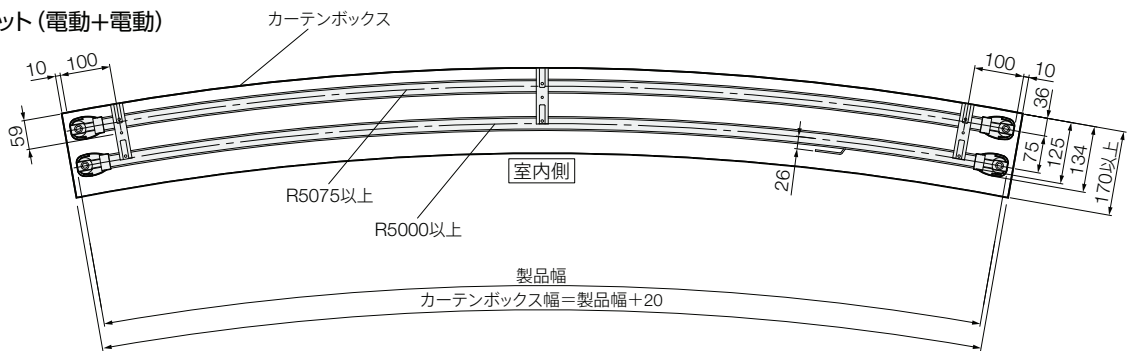 ット (電動+電動)
カーテンボックス
10
100
100
10
36
59
75
125
134
170以上
26
室内側
R5075以上
R5000以上
製品幅
カーテンボックス幅＝製品幅＋20